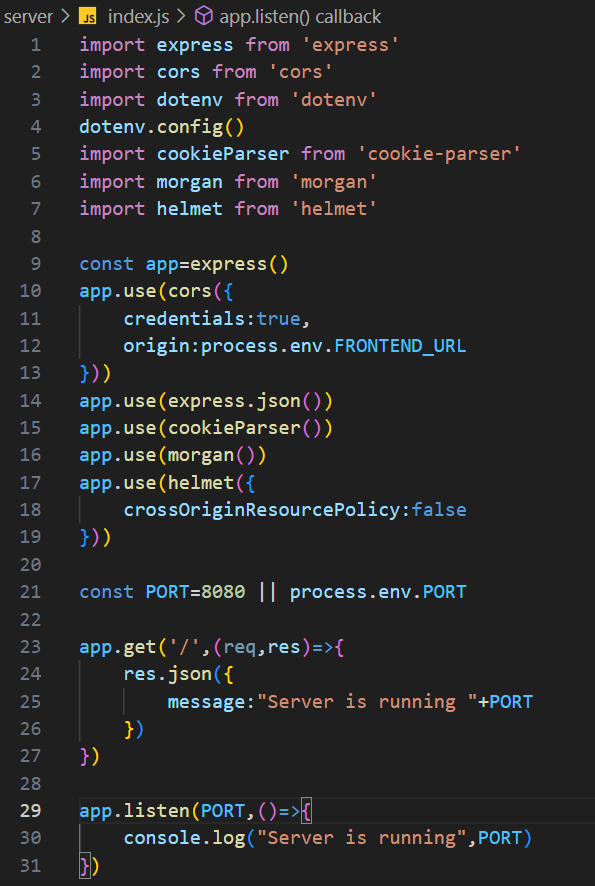 server > JS index.js > app.listen() callback
1 import express from 'express'
2 import cors from 'cors'
3 import dotenv from 'dotenv'
4 dotenv.config()
5 import cookieParser from 'cookie-parser'
6 import morgan from 'morgan'
7 import helmet from 'helmet'
8
9 const app=express()
10 app.use(cors({
11     credentials:true,
12     origin:process.env.FRONTEND_URL
13 }))
14 app.use(express.json())
15 app.use(cookieParser())
16 app.use(morgan())
17 app.use(helmet({
18     crossOriginResourcePolicy:false
19 }))
20
21 const PORT=8080 || process.env.PORT
22
23 app.get('/',(req,res)=>{
24     res.json({
25         message:"Server is running "+PORT
26     })
27 })
28
29 app.listen(PORT,()=>{
30     console.log("Server is running",PORT)
31 })